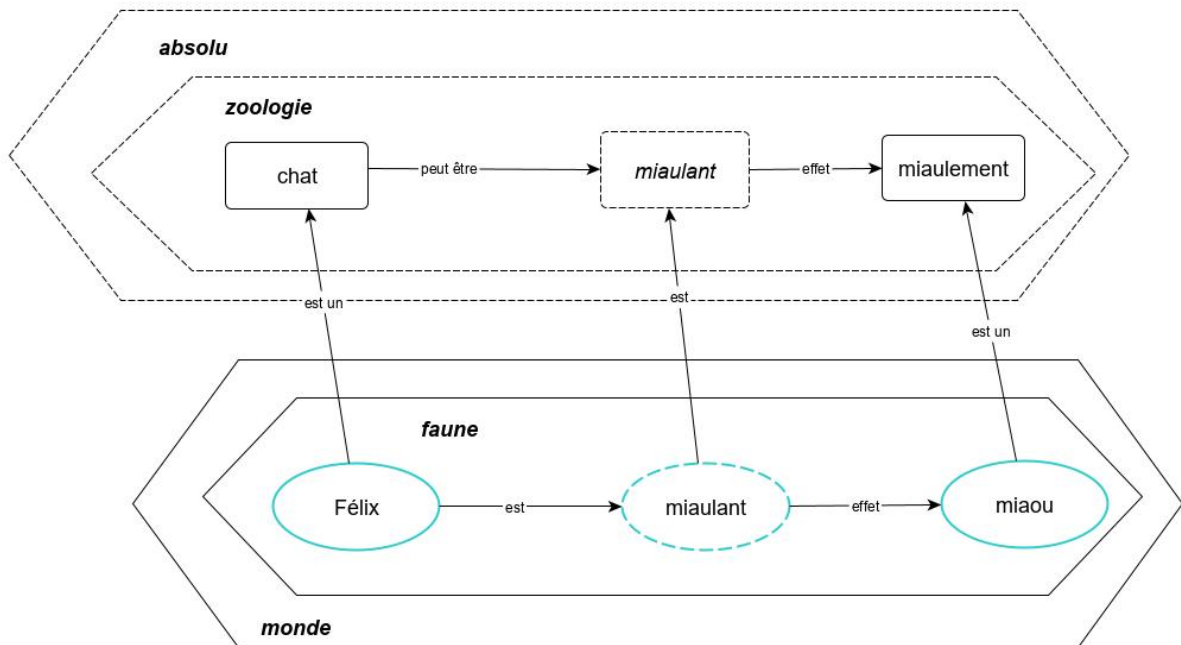 absolu
zoologie
chat
peut être
miaulant
effet
miaulement
est un
est
est un
faune
Félix
est
miaulant
effet
miaou
monde